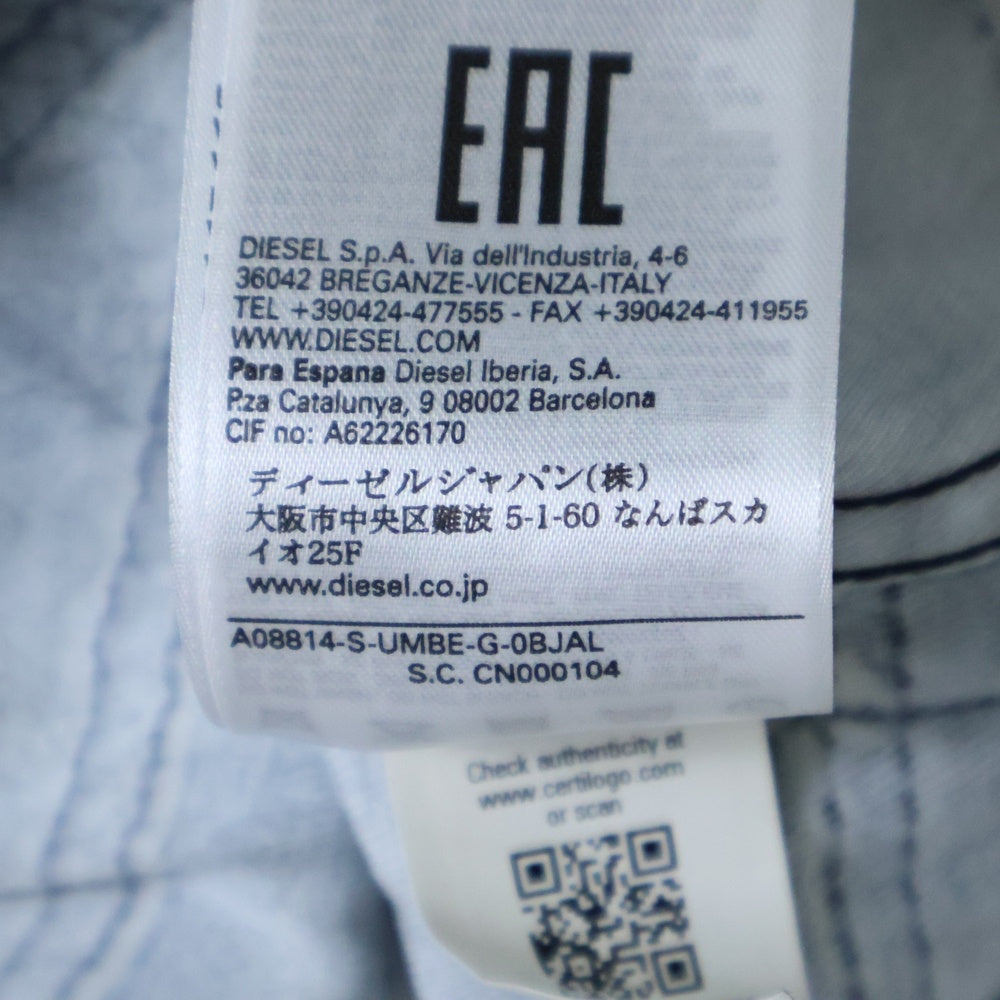 EAC
DIESEL S.p.A. Via dell'Industria, 4-6
36042 BREGANZE-VICENZA-ITALY
TEL +390424-477555 - FAX +390424-411955
WWW.DIESEL.COM
Para Espana Diesel Iberia, S.A.
P.za Catalunya, 9 08002 Barcelona
CIF no: A62226170
ディーゼルジャパン(株)
大阪市中央区難波 5-1-60 なんばスカ
イオ25F
www.diesel.co.jp
A08814-S-UMBE-G-0BJAL
S.C. CN000104
Check authenticity at
www.certilogo.com
or scan